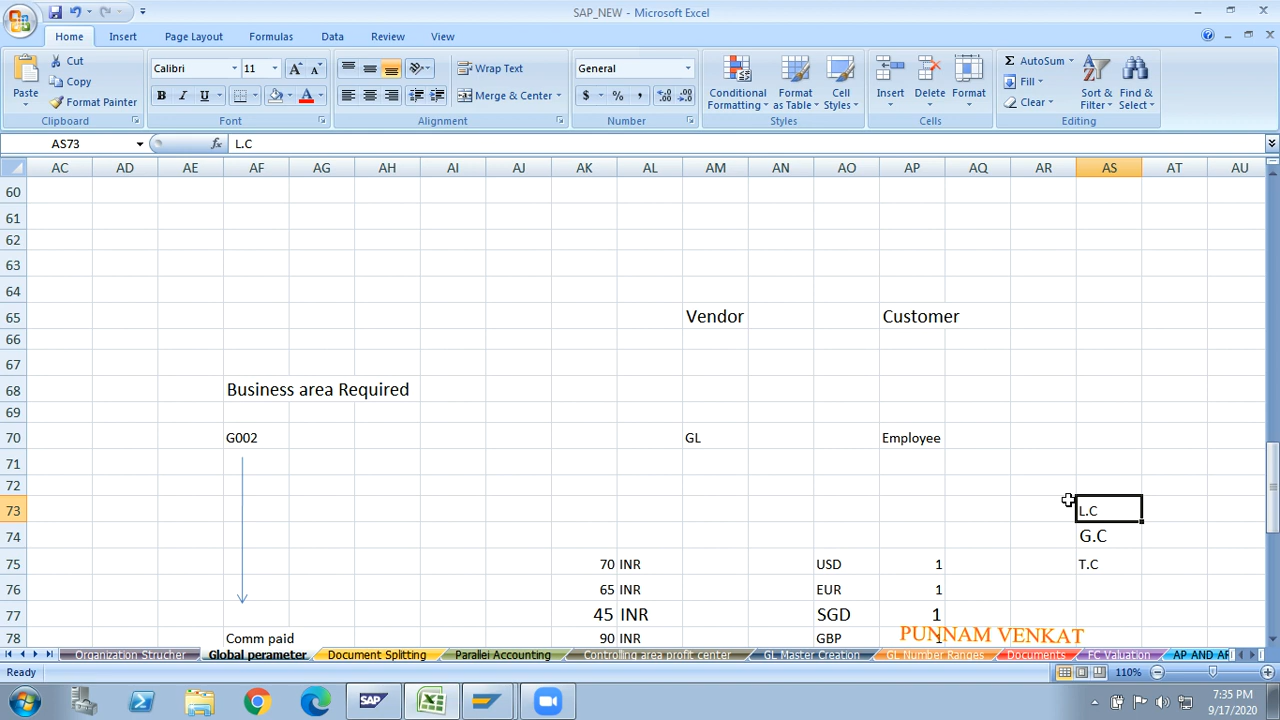 SAP_NEW - Microsoft Excel
Home Insert Page Layout Formulas Data Review View
Paste
Cut
Copy
Format Painter
Clipboard
Calibri 11
B I U
Font
Wrap Text
Merge & Center
Alignment
General
$ % ,
Number
Conditional Formatting
Format as Table
Cell Styles
Styles
Insert Delete Format
Cells
Σ AutoSum
Fill
Clear
Sort & Filter
Find & Select
Editing
AS73 fx L.C
AC AD AE AF AG AH AI AJ AK AL AM AN AO AP AQ AR AS AT AU
60
61
62
63
64
65 Vendor Customer
66
67
68 Business area Required
69
70 G002 GL Employee
71
72
73 L.C
74 G.C
75 70 INR USD 1 T.C
76 65 INR EUR 1
77 45 INR SGD 1
78 Comm paid 90 INR GBP
PUNNAM VENKAT
Organization Strucher Global perameter Document Splitting Parallei Accounting Controlling area profit center GL Master Creation GL Number Ranges Documents FC Valuation AP AND AR
Ready 110%
SAP
7:35 PM
9/17/2020